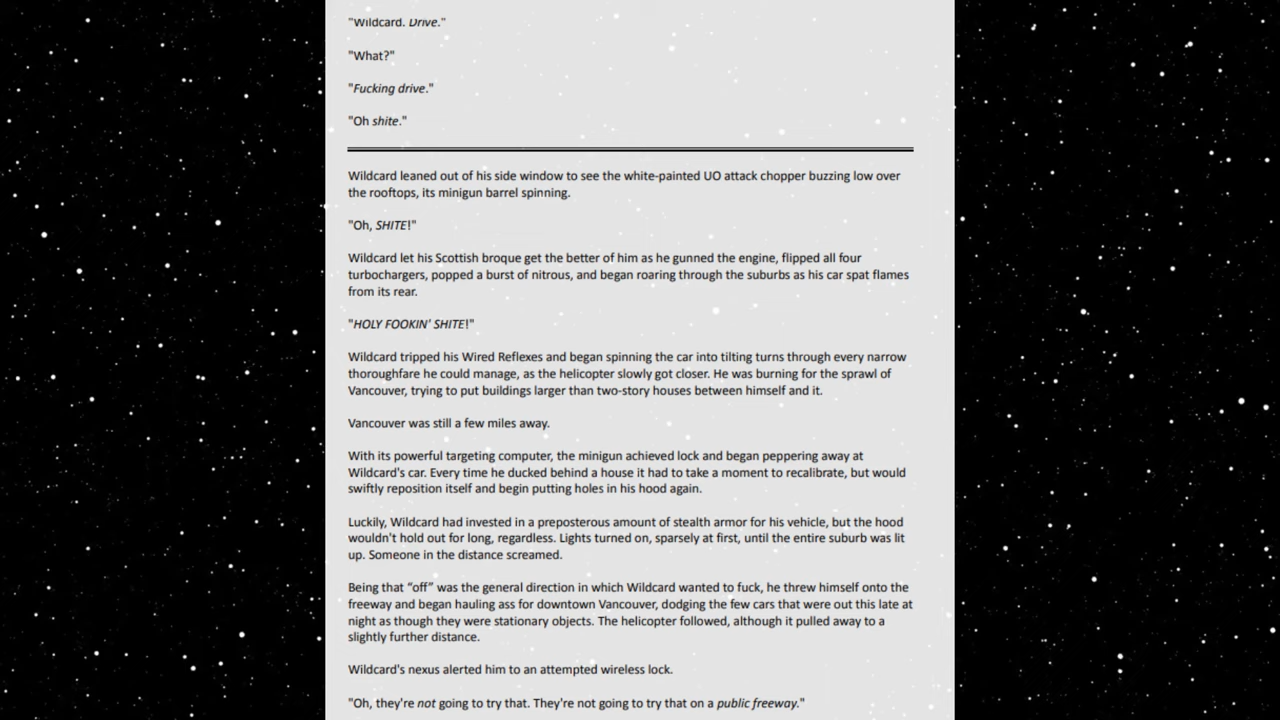 "Wildcard. Drive."
"What?"
"Fucking drive."
"Oh shite."
Wildcard leaned out of his side window to see the white-painted UO attack chopper buzzing low over
the rooftops, its minigun barrel spinning.
"Oh, SHITE!"
Wildcard let his Scottish broque get the better of him as he gunned the engine, flipped all four
turbochargers, popped a burst of nitrous, and began roaring through the suburbs as his car spat flames
from its rear.
"HOLY FOOKIN' SHITE!"
Wildcard tripped his Wired Reflexes and began spinning the car into tilting turns through every narrow
thoroughfare he could manage, as the helicopter slowly got closer. He was burning for the sprawl of
Vancouver, trying to put buildings larger than two-story houses between himself and it.
Vancouver was still a few miles away.
With its powerful targeting computer, the minigun achieved lock and began peppering away at
Wildcard's car. Every time he ducked behind a house it had to take a moment to recalibrate, but would
swiftly reposition itself and begin putting holes in his hood again.
Luckily, Wildcard had invested in a preposterous amount of stealth armor for his vehicle, but the hood
wouldn't hold out for long, regardless. Lights turned on, sparsely at first, until the entire suburb was lit
up. Someone in the distance screamed.
Being that “off” was the general direction in which Wildcard wanted to fuck, he threw himself onto the
freeway and began hauling ass for downtown Vancouver, dodging the few cars that were out this late at
night as though they were stationary objects. The helicopter followed, although it pulled away to a
slightly further distance.
Wildcard's nexus alerted him to an attempted wireless lock.
"Oh, they're not going to try that. They're not going to try that on a public freeway."